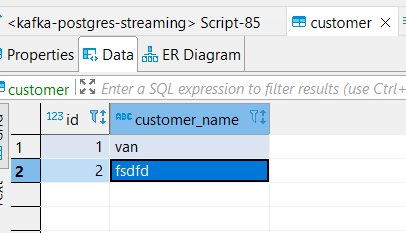 <kafka-postgres-streaming> Script-85 customer
Properties Data ER Diagram
customer Enter a SQL expression to filter results (use Ctrl+
123 id ABC customer_name
1 1 van
2 2 fsdfd